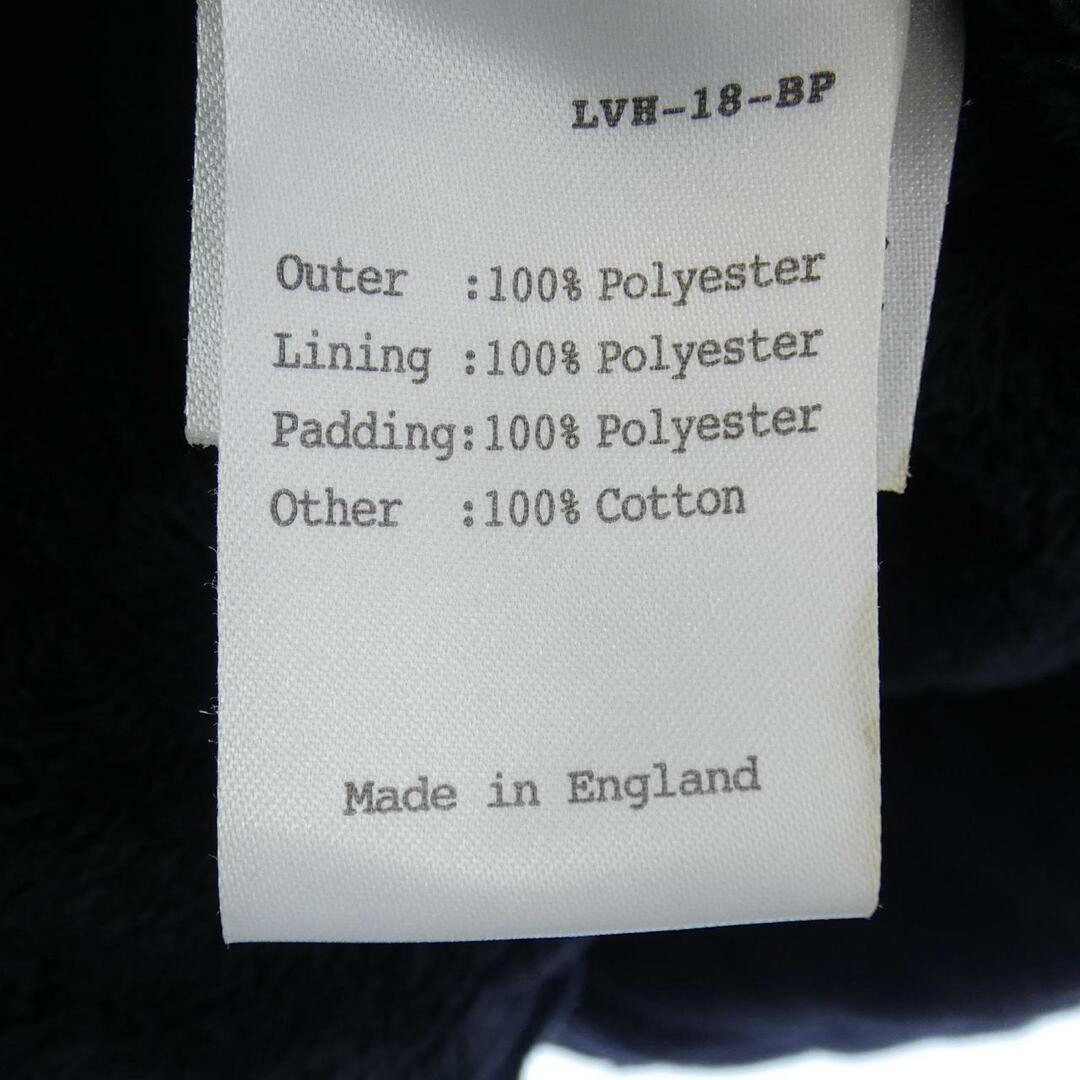 LVH-18-BP
Outer :100% Polyester
Lining :100% Polyester
Padding:100% Polyester
Other :100% Cotton
Made in England